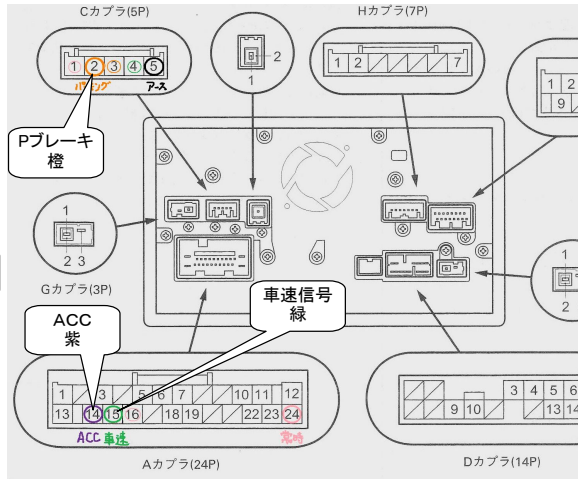 Cカプラ(5P)
Hカプラ(7P)
1 2 3 4 5
パーキング アース
2
1
1 2 7
1 2
9
Pブレーキ
橙
1
2 3
Gカプラ(3P)
1
2
車速信号
緑
ACC
紫
1 3 5 6 7 10 11 12
13 14 15 16 18 19 22 23 24
ACC 車速 常時
3 4 5 6
9 10 13 14
Aカプラ(24P)
Dカプラ(14P)